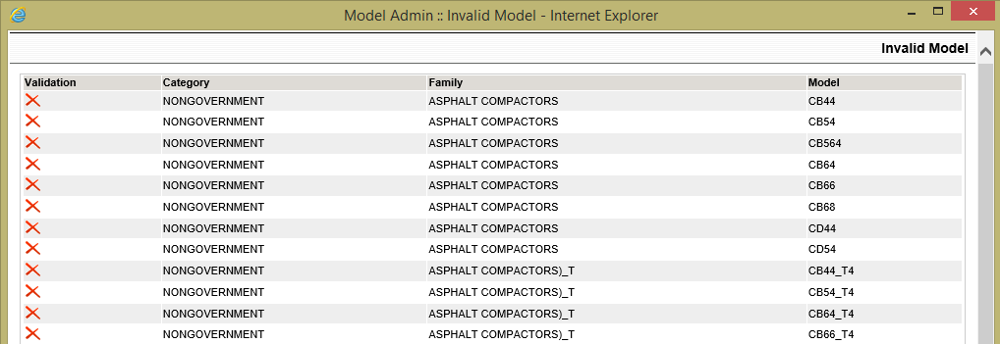 Model Admin :: Invalid Model - Internet Explorer
Invalid Model
Validation Category Family Model
NONGOVERNMENT ASPHALT COMPACTORS CB44
NONGOVERNMENT ASPHALT COMPACTORS CB54
NONGOVERNMENT ASPHALT COMPACTORS CB564
NONGOVERNMENT ASPHALT COMPACTORS CB64
NONGOVERNMENT ASPHALT COMPACTORS CB66
NONGOVERNMENT ASPHALT COMPACTORS CB68
NONGOVERNMENT ASPHALT COMPACTORS CD44
NONGOVERNMENT ASPHALT COMPACTORS CD54
NONGOVERNMENT ASPHALT COMPACTORS)_T CB44_T4
NONGOVERNMENT ASPHALT COMPACTORS)_T CB54_T4
NONGOVERNMENT ASPHALT COMPACTORS)_T CB64_T4
NONGOVERNMENT ASPHALT COMPACTORS)_T CB66_T4